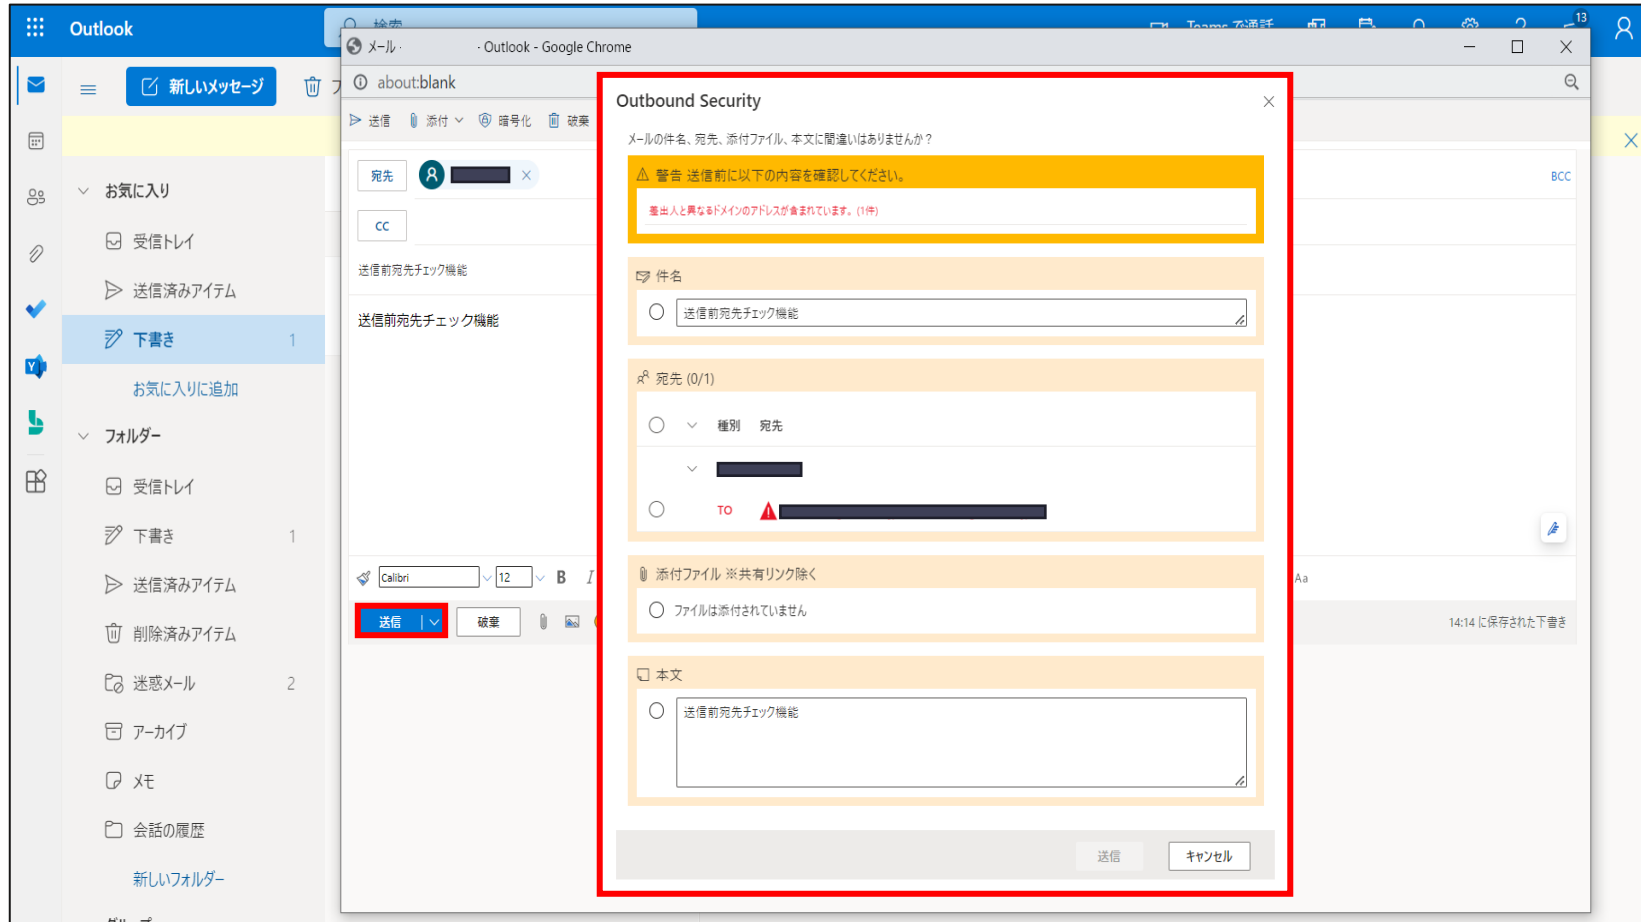 Outlook
検索
Teams で通話
13
新しいメッセージ
お気に入り
受信トレイ
送信済みアイテム
下書き 1
お気に入りに追加
フォルダー
受信トレイ
下書き 1
送信済みアイテム
削除済みアイテム
迷惑メール 2
アーカイブ
メモ
会話の履歴
新しいフォルダー
グループ
メール · · Outlook - Google Chrome
about:blank
送信 添付 暗号化 破棄
宛先
BCC
CC
送信前宛先チェック機能
送信前宛先チェック機能
Calibri 12 B I
Aa
送信 破棄
14:14 に保存された下書き
Outbound Security
メールの件名、宛先、添付ファイル、本文に間違いはありませんか?
警告 送信前に以下の内容を確認してください。
差出人と異なるドメインのアドレスが含まれています。(1件)
件名
送信前宛先チェック機能
宛先 (0/1)
種別 宛先
TO
添付ファイル ※共有リンク除く
ファイルは添付されていません
本文
送信前宛先チェック機能
送信 キャンセル